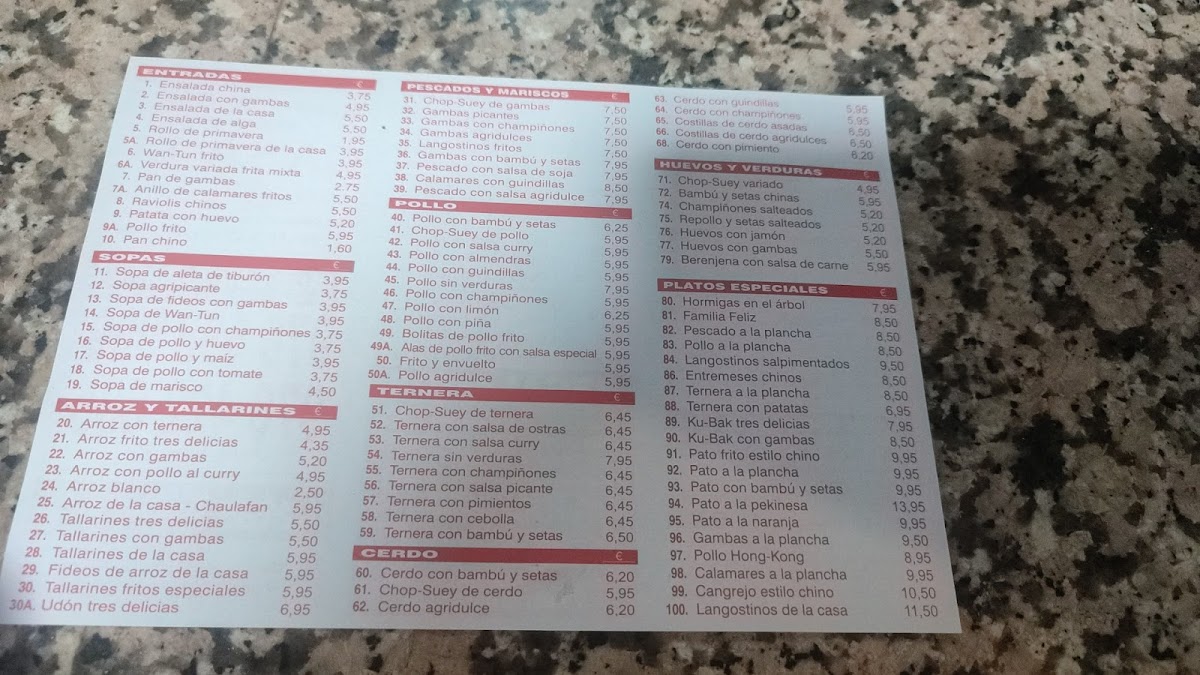 ENTRADAS €
1. Ensalada china 3,75
2. Ensalada con gambas 4,95
3. Ensalada de la casa 5,50
4. Ensalada de alga 5,50
5. Rollo de primavera 1,95
5A. Rollo de primavera de la casa 3,95
6. Wan-Tun frito 3,95
6A. Verdura variada frita mixta 4,95
7. Pan de gambas 2,75
7A. Anillo de calamares fritos 5,50
8. Raviolis chinos 5,50
9. Patata con huevo 5,20
9A. Pollo frito 5,95
10. Pan chino 1,60
SOPAS €
11. Sopa de aleta de tiburón 3,95
12. Sopa agripicante 3,75
13. Sopa de fideos con gambas 3,95
14. Sopa de Wan-Tun 3,95
15. Sopa de pollo con champiñones 3,75
16. Sopa de pollo y huevo 3,75
17. Sopa de pollo y maíz 3,95
18. Sopa de pollo con tomate 3,75
19. Sopa de marisco 4,50
ARROZ Y TALLARINES €
20. Arroz con ternera 4,95
21. Arroz frito tres delicias 4,35
22. Arroz con gambas 5,20
23. Arroz con pollo al curry 4,95
24. Arroz blanco 2,50
25. Arroz de la casa - Chaulafan 5,95
26. Tallarines tres delicias 5,50
27. Tallarines con gambas 5,50
28. Tallarines de la casa 5,95
29. Fideos de arroz de la casa 5,95
30. Tallarines fritos especiales 5,95
30A. Udón tres delicias 6,95
PESCADOS Y MARISCOS €
31. Chop-Suey de gambas 7,50
32. Gambas picantes 7,50
33. Gambas con champiñones 7,50
34. Gambas agridulces 7,50
35. Langostinos fritos 7,50
36. Gambas con bambú y setas 7,95
37. Pescado con salsa de soja 7,95
38. Calamares con guindillas 8,50
39. Pescado con salsa agridulce 7,95
POLLO €
40. Pollo con bambú y setas 6,25
41. Chop-Suey de pollo 5,95
42. Pollo con salsa curry 5,95
43. Pollo con almendras 5,95
44. Pollo con guindillas 5,95
45. Pollo sin verduras 7,95
46. Pollo con champiñones 5,95
47. Pollo con limón 6,25
48. Pollo con piña 5,95
49. Bolitas de pollo frito 5,95
49A. Alas de pollo frito con salsa especial 5,95
50. Frito y envuelto 5,95
50A. Pollo agridulce 5,95
TERNERA €
51. Chop-Suey de ternera 6,45
52. Ternera con salsa de ostras 6,45
53. Ternera con salsa curry 6,45
54. Ternera sin verduras 7,95
55. Ternera con champiñones 6,45
56. Ternera con salsa picante 6,45
57. Ternera con pimientos 6,45
58. Ternera con cebolla 6,45
59. Ternera con bambú y setas 6,50
CERDO €
60. Cerdo con bambú y setas 6,20
61. Chop-Suey de cerdo 5,95
62. Cerdo agridulce 6,20
63. Cerdo con guindillas 5,95
64. Cerdo con champiñones 5,95
65. Costillas de cerdo asadas 6,50
66. Costillas de cerdo agridulces 6,50
68. Cerdo con pimiento 6,20
HUEVOS Y VERDURAS €
71. Chop-Suey variado 4,95
72. Bambú y setas chinas 5,95
74. Champiñones salteados 5,20
75. Repollo y setas salteados 5,20
76. Huevos con jamón 5,20
77. Huevos con gambas 5,50
79. Berenjena con salsa de carne 5,95
PLATOS ESPECIALES €
80. Hormigas en el árbol 7,95
81. Familia Feliz 8,50
82. Pescado a la plancha 8,50
83. Pollo a la plancha 8,50
84. Langostinos salpimentados 9,50
86. Entremeses chinos 8,50
87. Ternera a la plancha 8,50
88. Ternera con patatas 6,95
89. Ku-Bak tres delicias 7,95
90. Ku-Bak con gambas 8,50
91. Pato frito estilo chino 9,95
92. Pato a la plancha 9,95
93. Pato con bambú y setas 9,95
94. Pato a la pekinesa 13,95
95. Pato a la naranja 9,95
96. Gambas a la plancha 9,50
97. Pollo Hong-Kong 8,95
98. Calamares a la plancha 9,95
99. Cangrejo estilo chino 10,50
100. Langostinos de la casa 11,50